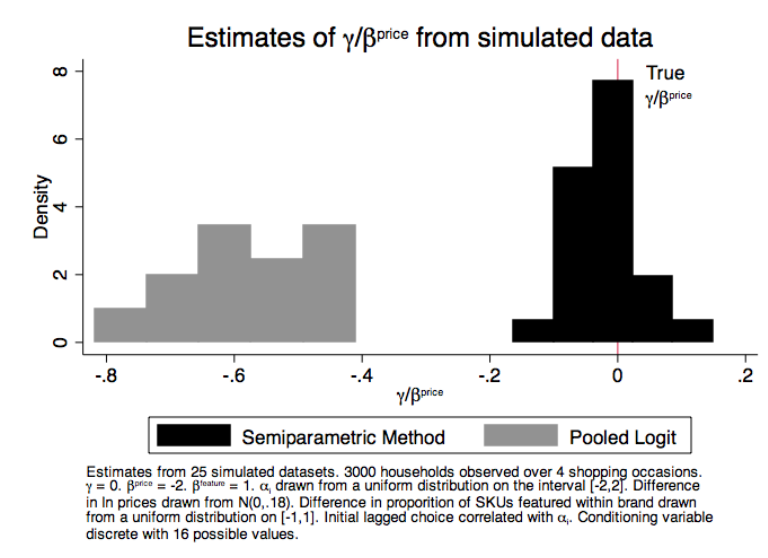 Estimates of γ/βprice from simulated data
True
γ/βprice
8
6
4
2
0
Density
-.8 -.6 -.4 -.2 0 .2
γ/βprice
Semiparametric Method Pooled Logit
Estimates from 25 simulated datasets. 3000 households observed over 4 shopping occasions.
γ = 0. βprice = -2. βfeature = 1. αi drawn from a uniform distribution on the interval [-2,2]. Difference
in ln prices drawn from N(0,.18). Difference in proportion of SKUs featured within brand drawn
from a uniform distribution on [-1,1]. Initial lagged choice correlated with αi. Conditioning variable
discrete with 16 possible values.